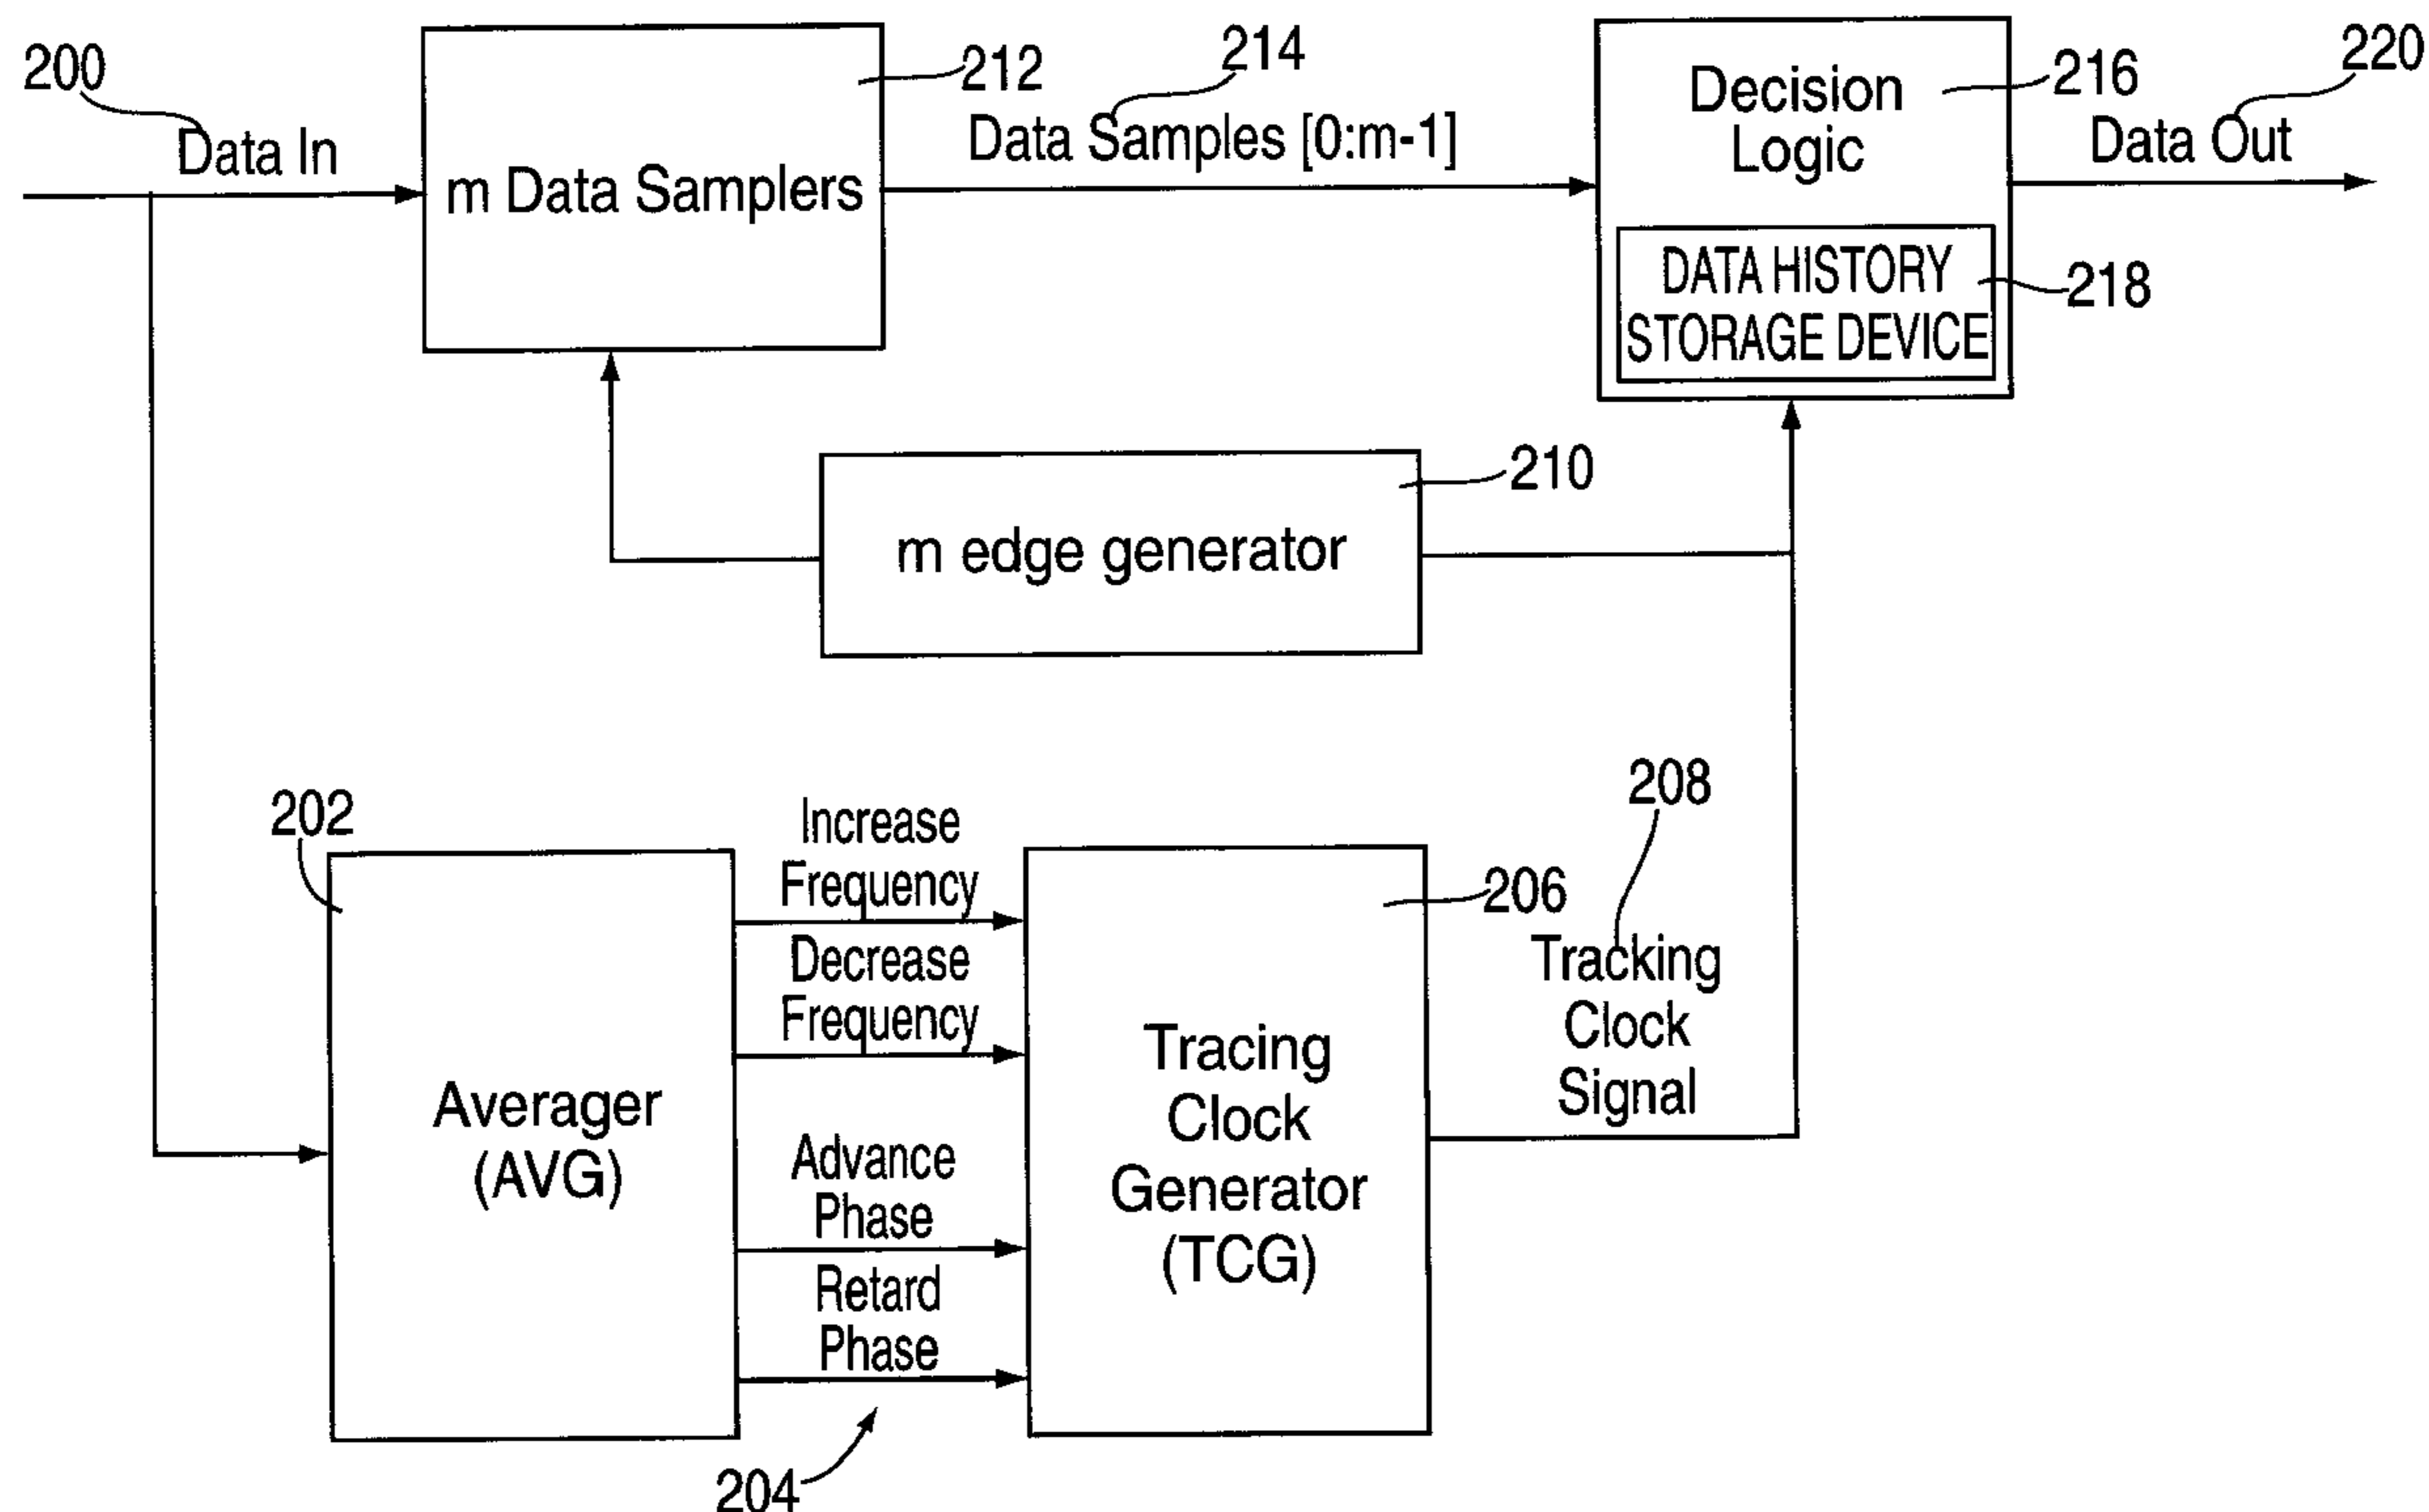 200
Data In
m Data Samplers
212
214
Data Samples [0:m-1]
Decision
Logic
216
220
Data Out
DATA HISTORY
STORAGE DEVICE
218
m edge generator
210
202
Averager
(AVG)
Increase
Frequency
Decrease
Frequency
Advance
Phase
Retard
Phase
204
Tracing
Clock
Generator
(TCG)
206
208
Tracking
Clock
Signal